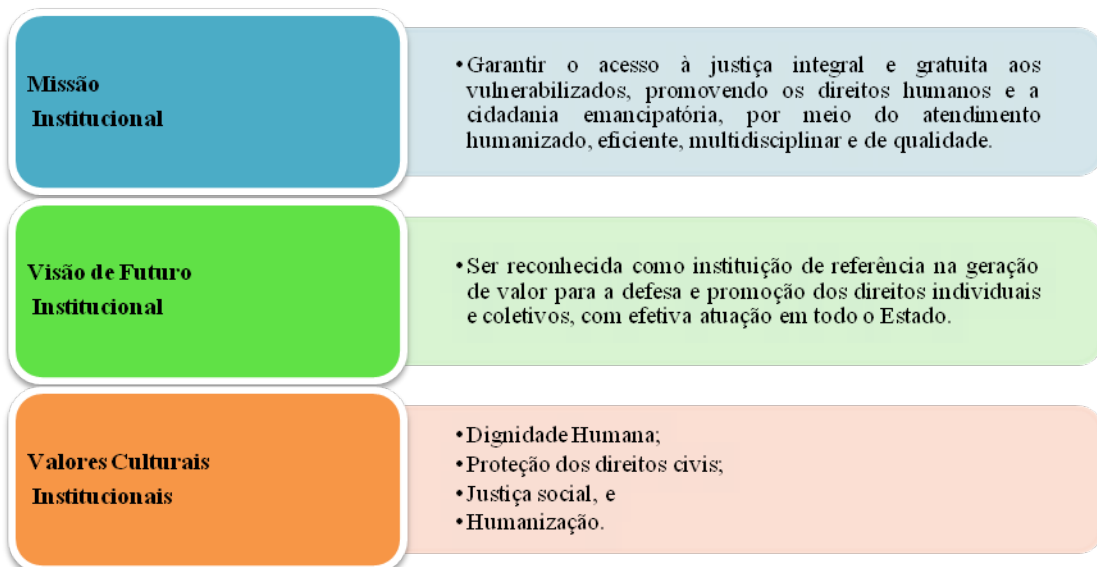 Missão
Institucional
•Garantir o acesso à justiça integral e gratuita aos
vulnerabilizados, promovendo os direitos humanos e a
cidadania emancipatória, por meio do atendimento
humanizado, eficiente, multidisciplinar e de qualidade.
Visão de Futuro
Institucional
•Ser reconhecida como instituição de referência na geração
de valor para a defesa e promoção dos direitos individuais
e coletivos, com efetiva atuação em todo o Estado.
Valores Culturais
Institucionais
•Dignidade Humana;
•Proteção dos direitos civis;
•Justiça social, e
•Humanização.